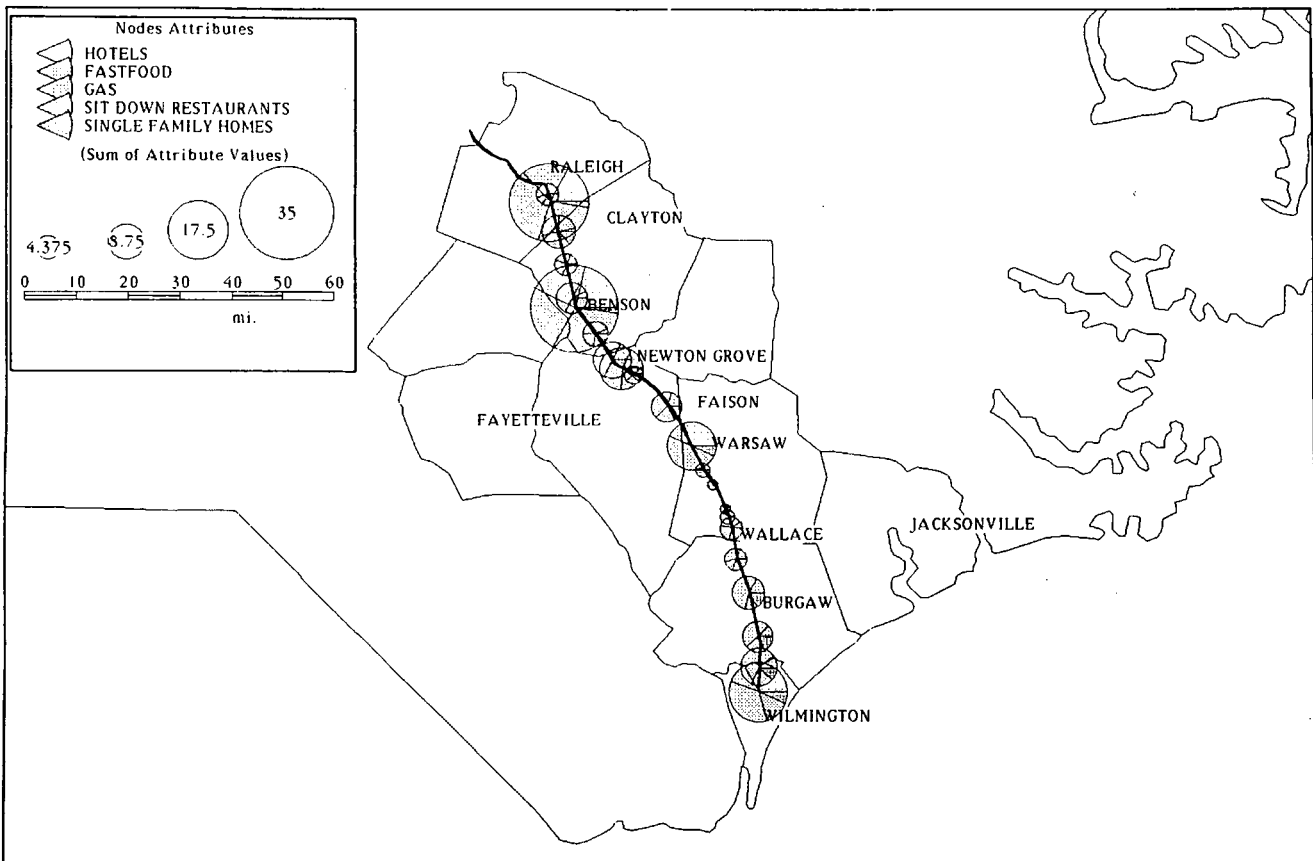 Nodes Attributes
HOTELS
FASTFOOD
GAS
SIT DOWN RESTAURANTS
SINGLE FAMILY HOMES
(Sum of Attribute Values)
4.375 8.75 17.5 35
0 10 20 30 40 50 60
mi.
RALEIGH
CLAYTON
BENSON
NEWTON GROVE
FAISON
FAYETTEVILLE
WARSAW
JACKSONVILLE
WALLACE
BURGAW
WILMINGTON